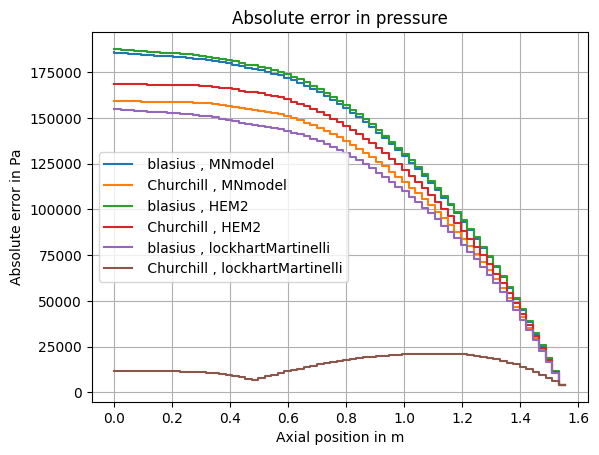 Absolute error in pressure
Absolute error in Pa
175000
150000
125000
100000
75000
50000
25000
0
blasius , MNmodel
Churchill , MNmodel
blasius , HEM2
Churchill , HEM2
blasius , lockhartMartinelli
Churchill , lockhartMartinelli
0.0 0.2 0.4 0.6 0.8 1.0 1.2 1.4 1.6
Axial position in m